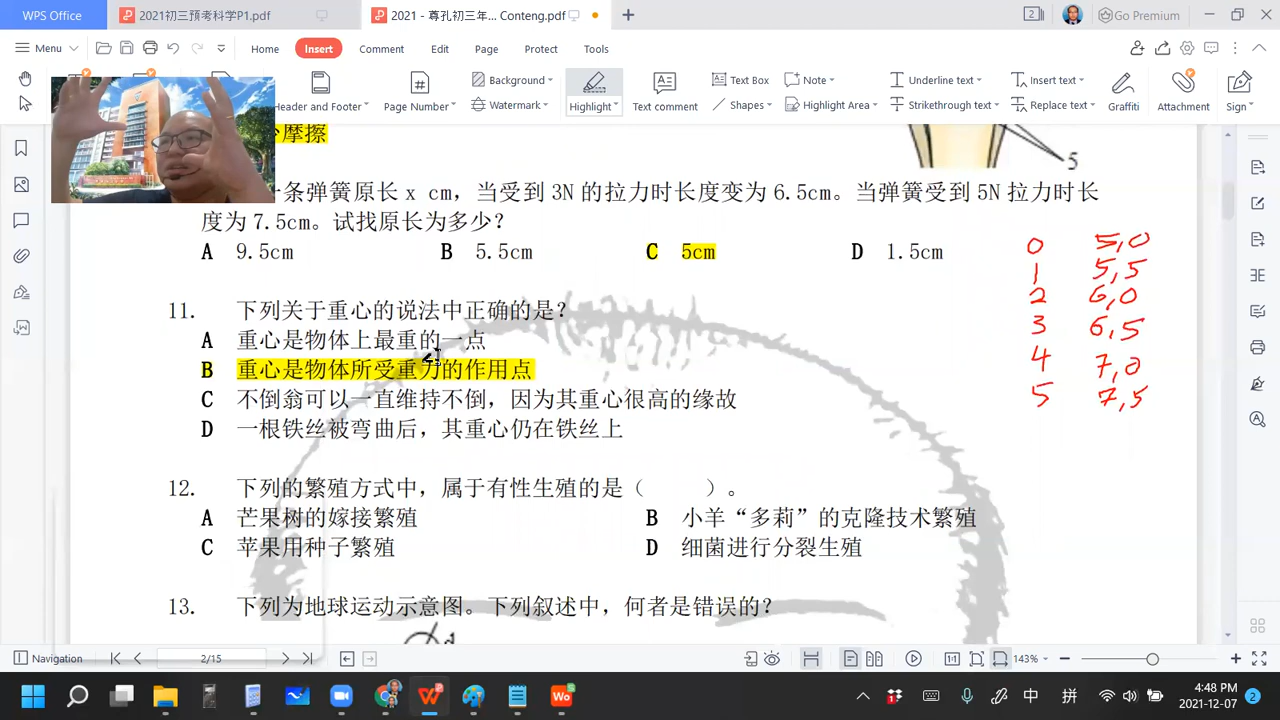 WPS Office
2021初三預考科学P1.pdf
2021 - 尊孔初三年... Conteng.pdf
2
Go Premium
Menu
Home
Insert
Comment
Edit
Page
Protect
Tools
Header and Footer
Page Number
Background
Watermark
Highlight
Text comment
Text Box
Shapes
Note
Highlight Area
Underline text
Strikethrough text
Insert text
Replace text
Graffiti
Attachment
Sign
摩擦
5
条弹簧原长 x cm，当受到 3N 的拉力时长度变为 6.5cm。当弹簧受到 5N 拉力时长
度为 7.5cm。试找原长为多少？
A 9.5cm B 5.5cm C 5cm D 1.5cm
0 5,0
1 5,5
2 6,0
3 6,5
4 7,0
5 7,5
11. 下列关于重心的说法中正确的是？
A 重心是物体上最重的一点
B 重心是物体所受重力的作用点
C 不倒翁可以一直维持不倒，因为其重心很高的缘故
D 一根铁丝被弯曲后，其重心仍在铁丝上
12. 下列的繁殖方式中，属于有性生殖的是（ ）。
A 芒果树的嫁接繁殖 B 小羊“多莉”的克隆技术繁殖
C 苹果用种子繁殖 D 细菌进行分裂生殖
13. 下列为地球运动示意图。下列叙述中，何者是错误的？
Navigation
2/15
1:1
143%
中
拼
4:48 PM
2021-12-07
2